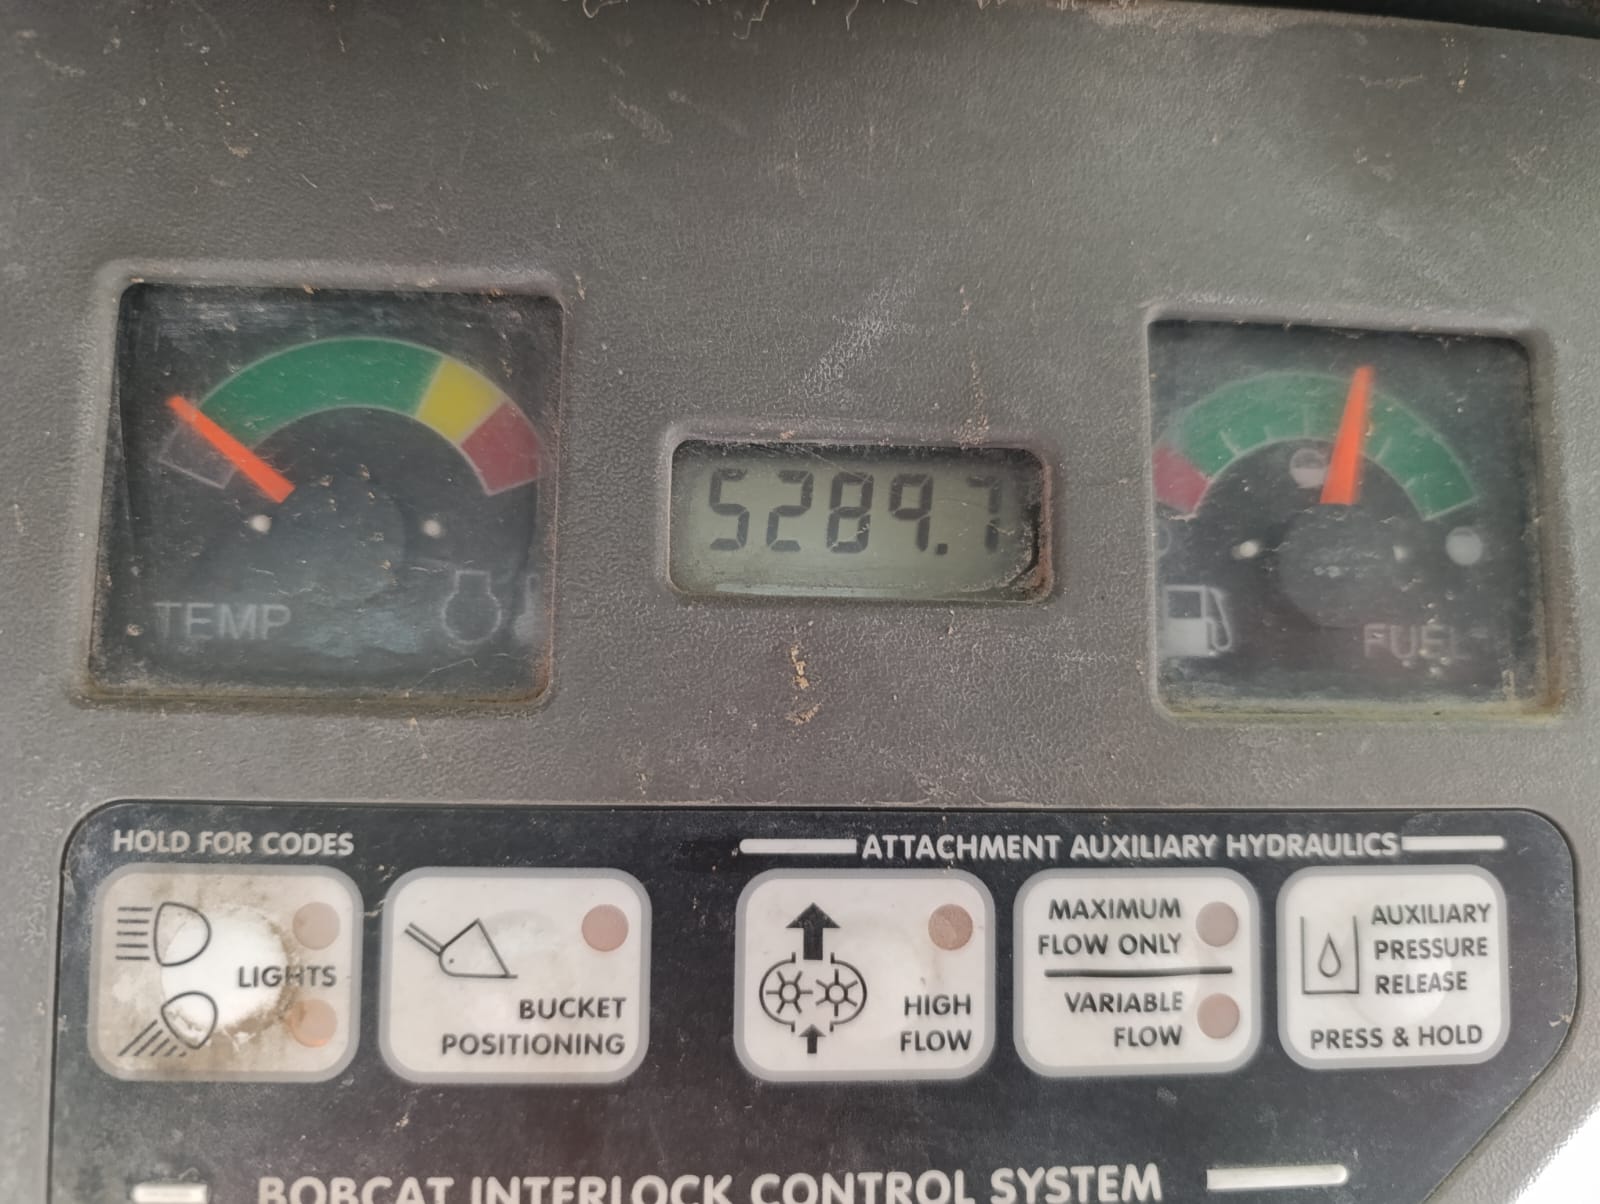 TEMP
5289.7
FUEL
HOLD FOR CODES
ATTACHMENT AUXILIARY HYDRAULICS
LIGHTS
BUCKET
POSITIONING
HIGH
FLOW
MAXIMUM
FLOW ONLY
VARIABLE
FLOW
AUXILIARY
PRESSURE
RELEASE
PRESS & HOLD
BOBCAT INTERLOCK CONTROL SYSTEM